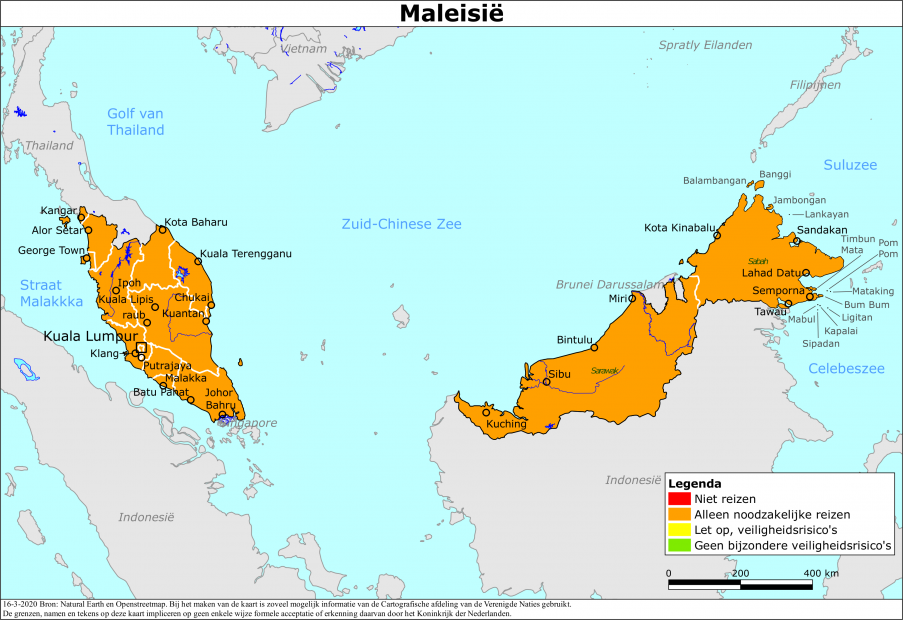 Maleisië
Vietnam
Spratly Eilanden
Filipijnen
Golf van
Thailand
Thailand
Suluzee
Banggi
Balambangan
Jambongan
Lankayan
Kangar
Kota Baharu
Alor Setar
Zuid-Chinese Zee
Kota Kinabalu
Sandakan
Timbun
Mata
Pom
Pom
George Town
Kuala Terengganu
Sabah
Lahad Datu
Straat
Malakkka
Ipoh
Brunei Darussalam
Semporna
Mataking
Kuala Lipis
Chukai
Miri
Bum Bum
raub
Kuantan
Tawau
Mabul
Ligitan
Kapalai
Sipadan
Kuala Lumpur
Bintulu
Klang
Putrajaya
Celebeszee
Malakka
Sibu
Sarawak
Batu Pahat
Johor
Bahru
Singapore
Kuching
Indonesië
Indonesië
Legenda
Niet reizen
Alleen noodzakelijke reizen
Let op, veiligheidsrisico's
Geen bijzondere veiligheidsrisico's
0 200 400 km
16-3-2020 Bron: Natural Earth en Openstreetmap. Bij het maken van de kaart is zoveel mogelijk informatie van de Cartografische afdeling van de Verenigde Naties gebruikt.
De grenzen, namen en tekens op deze kaart impliceren op geen enkele wijze formele acceptatie of erkenning daarvan door het Koninkrijk der Nederlanden.